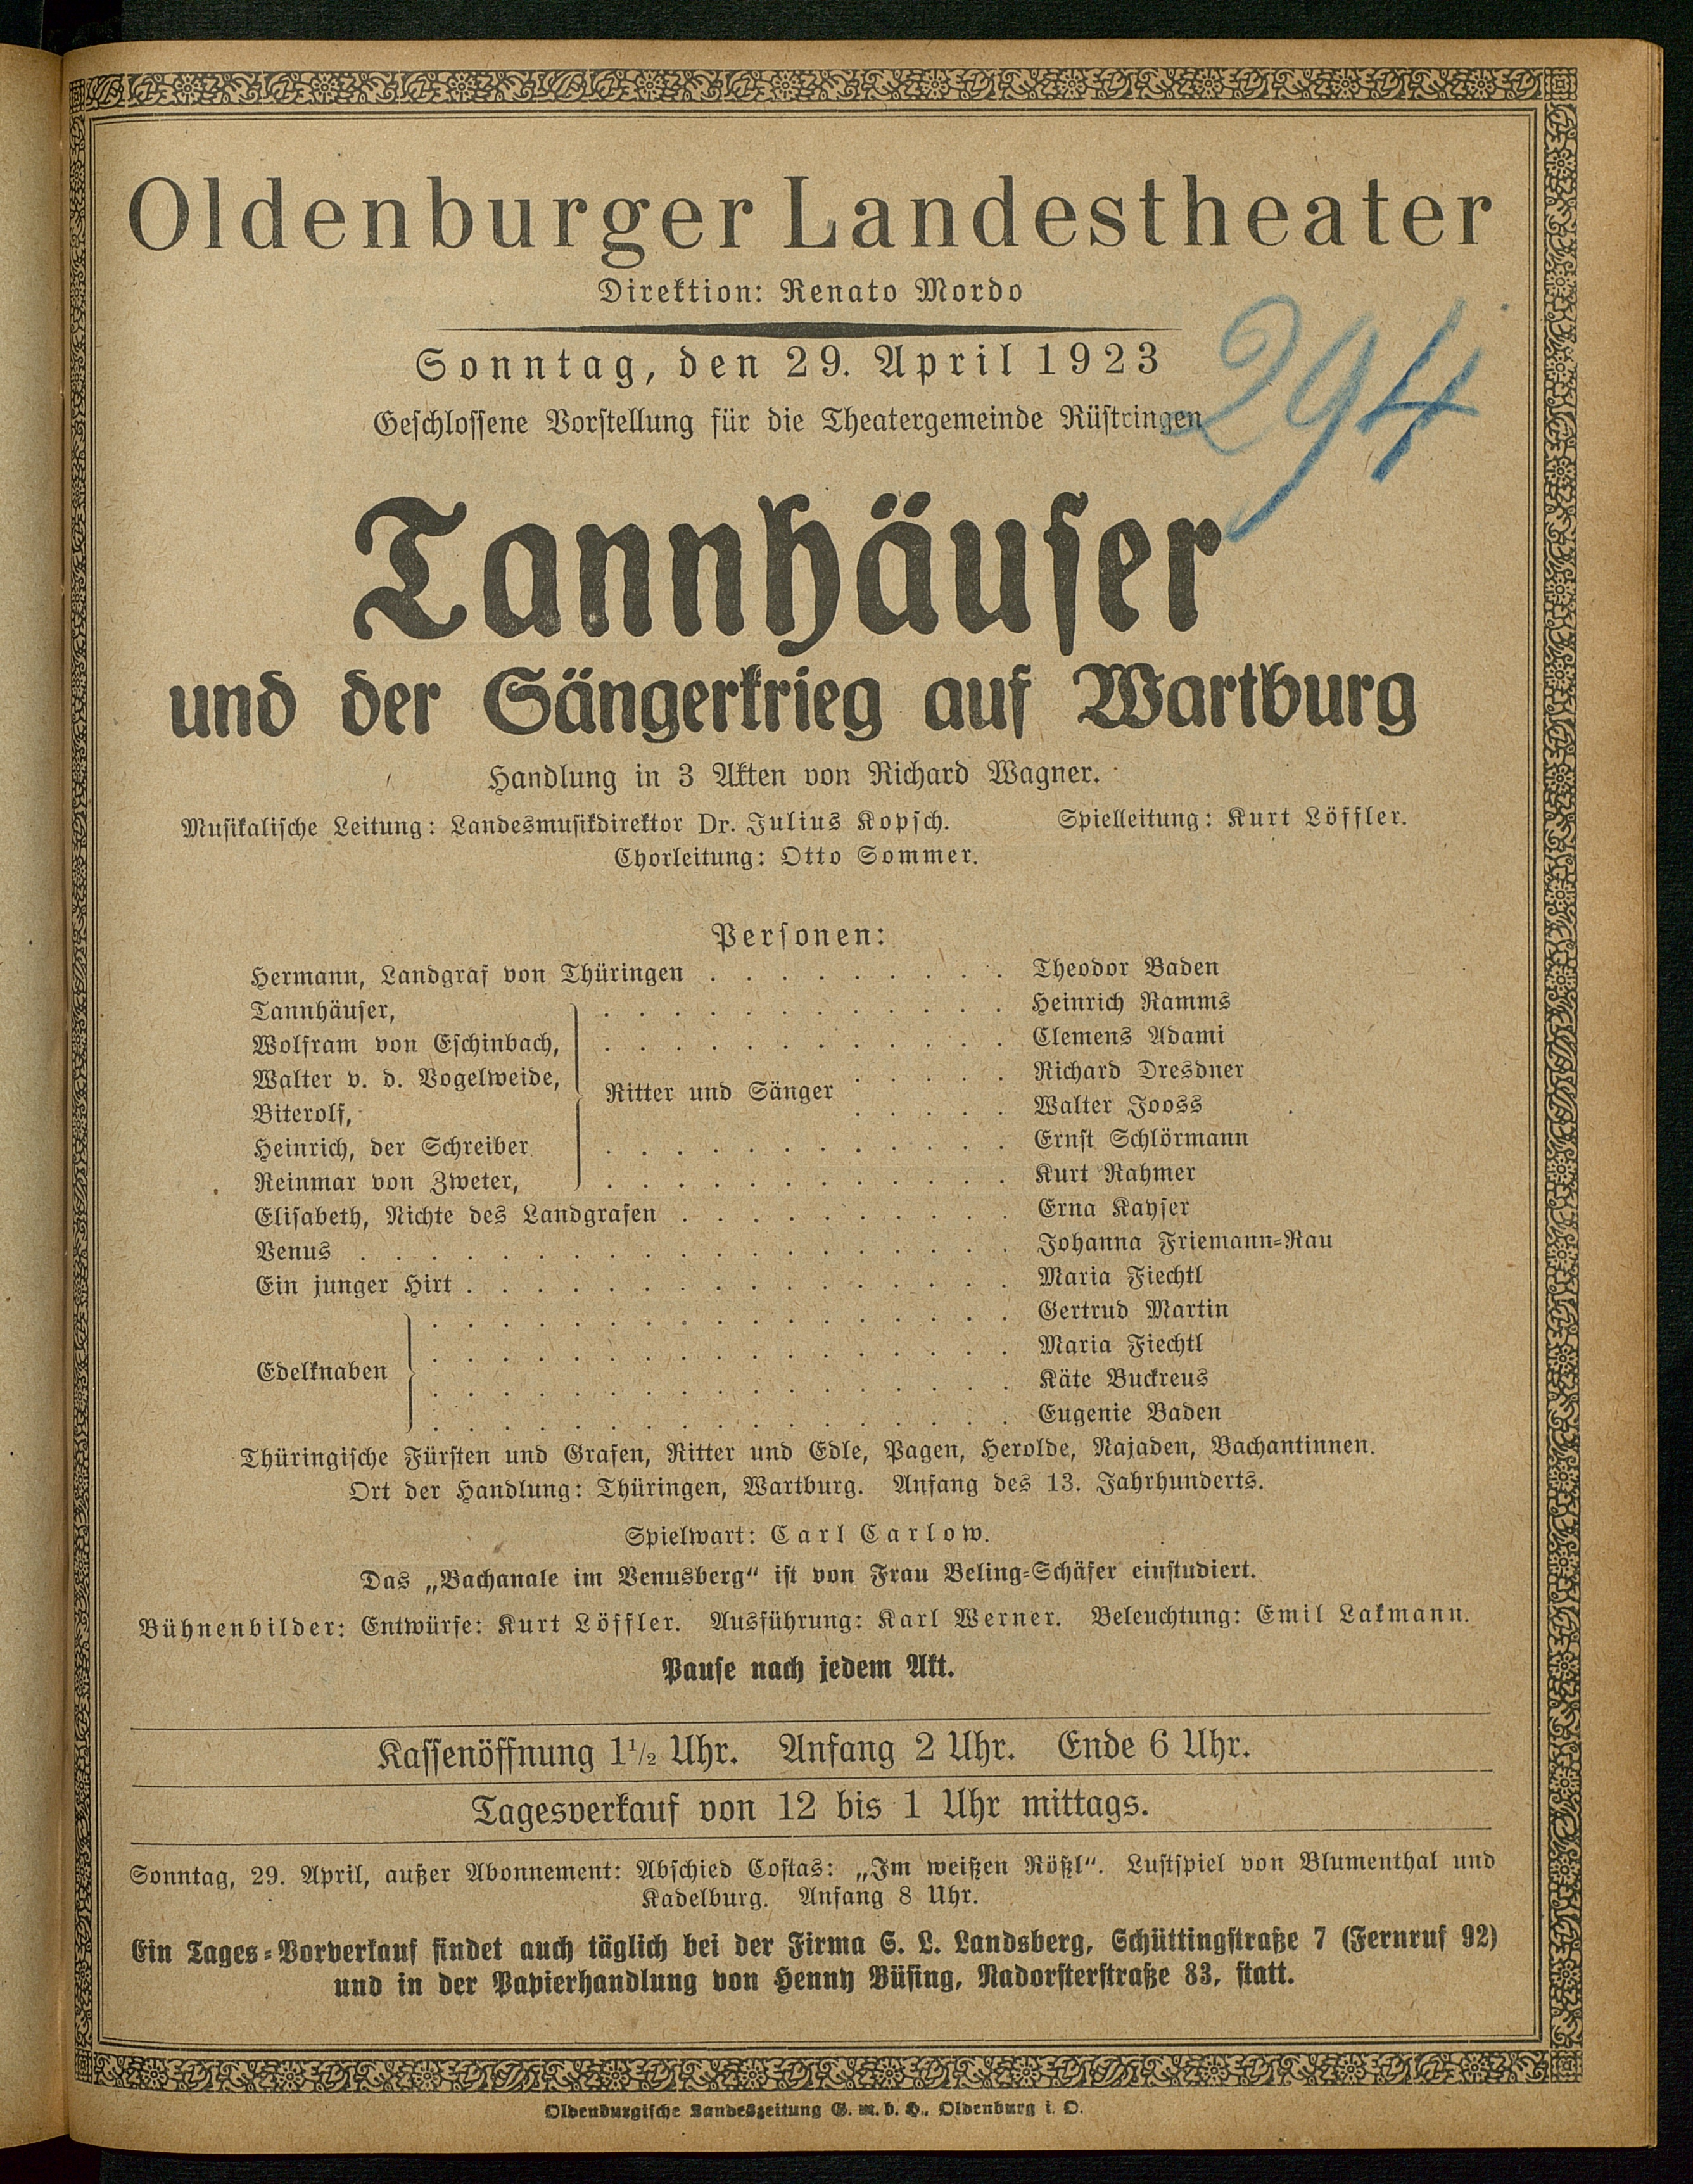 Oldenburger Landestheater
Direktion: Renato Mordo
294
Sonntag, den 29. April 1923
Geschlossene Vorstellung für die Theatergemeinde Rüstringen
Tannhäuser
und der Sängerkrieg auf Wartburg
Handlung in 3 Akten von Richard Wagner.
Musikalische Leitung: Landesmusikdirektor Dr. Julius Kopsch. Spielleitung: Kurt Löffler.
Chorleitung: Otto Sommer.
Personen:
Hermann, Landgraf von Thüringen . . . . . . . . . Theodor Baden
Tannhäuser, . . . . . . . . . . . . Heinrich Ramms
Wolfram von Eschinbach, . . . . . . . . . . . . Clemens Adami
Walter v. d. Vogelweide, . . . . . Richard Dresdner
Ritter und Sänger
Biterolf, . . . . . Walter Jooss
Heinrich, der Schreiber . . . . . . . . . . . . Ernst Schlörmann
Reinmar von Zweter, . . . . . . . . . . . . Kurt Rahmer
Elisabeth, Nichte des Landgrafen . . . . . . . . . . Erna Kayser
Venus . . . . . . . . . . . . . . . . . . . Johanna Friemann=Rau
Ein junger Hirt . . . . . . . . . . . . . . . . Maria Fiechtl
. . . . . . . . . . . . . . . . . Gertrud Martin
. . . . . . . . . . . . . . . . . Maria Fiechtl
Edelknaben
. . . . . . . . . . . . . . . . . Käte Buckreus
. . . . . . . . . . . . . . . . . Eugenie Baden
Thüringische Fürsten und Grafen, Ritter und Edle, Pagen, Herolde, Najaden, Bachantinnen.
Ort der Handlung: Thüringen, Wartburg. Anfang des 13. Jahrhunderts.
Spielwart: Carl Carlow.
Das „Bachanale im Venusberg“ ist von Frau Beling=Schäfer einstudiert.
Bühnenbilder: Entwürfe: Kurt Löffler. Ausführung: Karl Werner. Beleuchtung: Emil Lakmann.
Pause nach jedem Akt.
Kassenöffnung 1½ Uhr. Anfang 2 Uhr. Ende 6 Uhr.
Tagesverkauf von 12 bis 1 Uhr mittags.
Sonntag, 29. April, außer Abonnement: Abschied Costas: „Im weißen Rößl“. Lustspiel von Blumenthal und
Kadelburg. Anfang 8 Uhr.
Ein Tages=Vorverkauf findet auch täglich bei der Firma S. L. Landsberg, Schüttingstraße 7 (Fernruf 92)
und in der Papierhandlung von Henny Büsing, Nadorsterstraße 83, statt.
Oldenburgische Landeszeitung G. m. b. H., Oldenburg i. O.